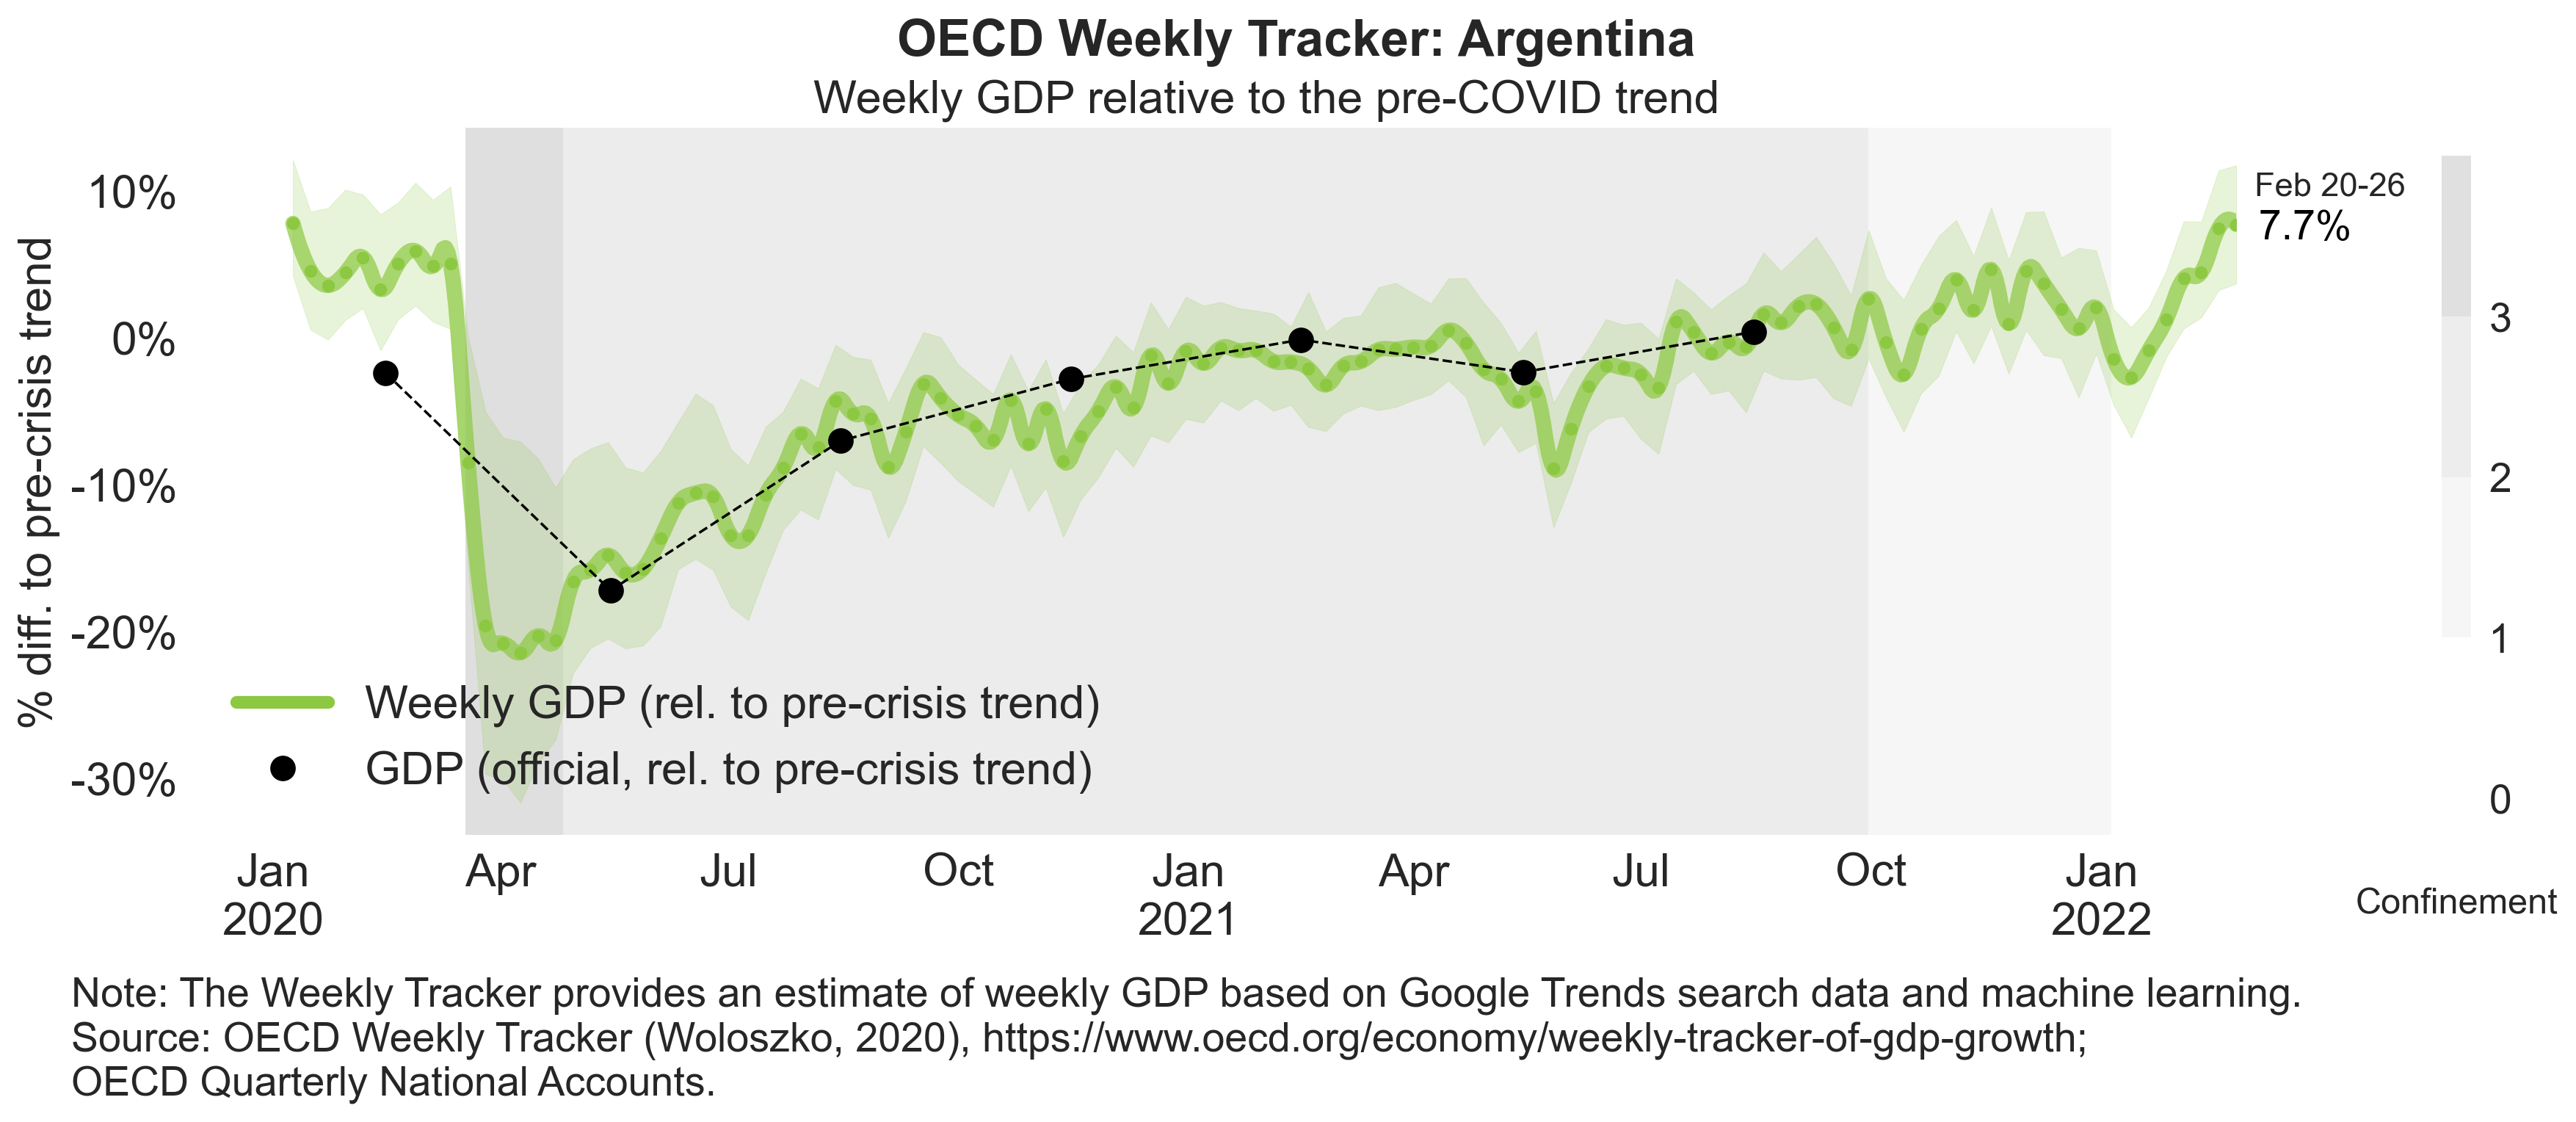 OECD Weekly Tracker: Argentina
Weekly GDP relative to the pre-COVID trend
% diff. to pre-crisis trend
10%
0%
-10%
-20%
-30%
Feb 20-26
7.7%
3
2
1
0
Confinement
Weekly GDP (rel. to pre-crisis trend)
GDP (official, rel. to pre-crisis trend)
Jan Apr Jul Oct Jan Apr Jul Oct Jan
2020 2021 2022
Note: The Weekly Tracker provides an estimate of weekly GDP based on Google Trends search data and machine learning.
Source: OECD Weekly Tracker (Woloszko, 2020), https://www.oecd.org/economy/weekly-tracker-of-gdp-growth;
OECD Quarterly National Accounts.